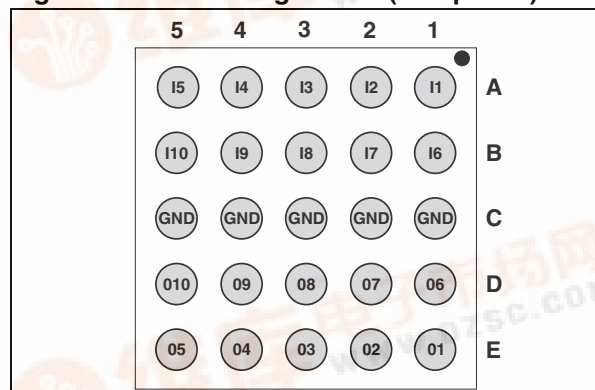 5 4 3 2 1
I5 I4 I3 I2 I1 A
I10 I9 I8 I7 I6 B
GND GND GND GND GND C
010 09 08 07 06 D
05 04 03 02 01 E